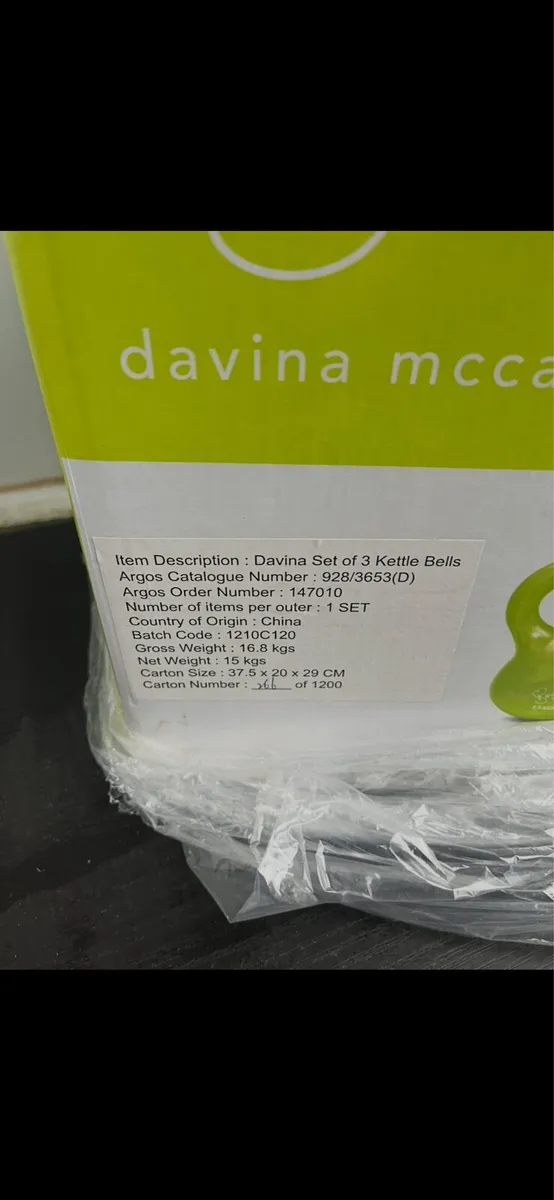 davina mcca
Item Description : Davina Set of 3 Kettle Bells
Argos Catalogue Number : 928/3653(D)
Argos Order Number : 147010
Number of items per outer : 1 SET
Country of Origin : China
Batch Code : 1210C120
Gross Weight : 16.8 kgs
Net Weight : 15 kgs
Carton Size : 37.5 x 20 x 29 CM
Carton Number : 266 of 1200